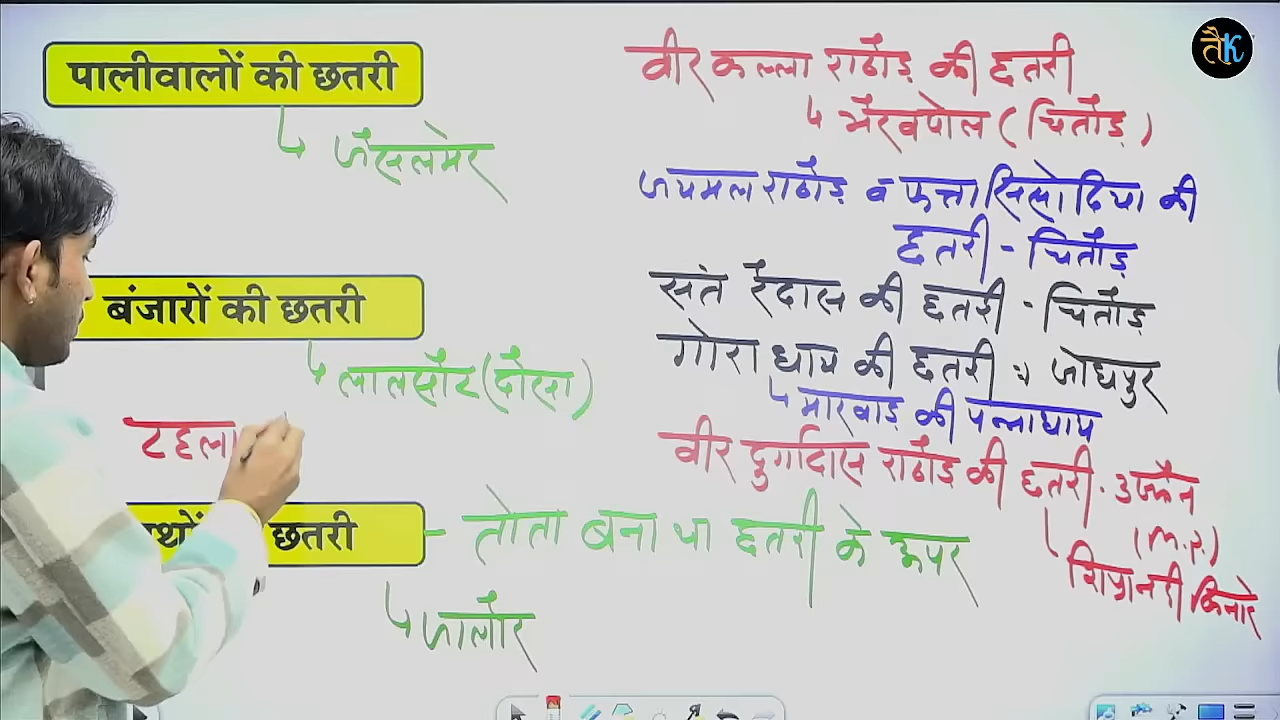 पालीवालों की छतरी
↳ जैसलमेर
बंजारों की छतरी
↳ लालसोट (दौसा)
टहला
की छतरी - तोता बना था छतरी के ऊपर
↳ जालौर
वीर कल्ला राठौड़ की छतरी
↳ भैरवपोल (चितौड़)
जयमल राठौड़ व फत्ता सिसोदिया की
छतरी - चितौड़
संत रैदास की छतरी - चितौड़
गोरा धाय की छतरी : जोधपुर
↳ मारवाड़ की पन्नाधाय
वीर दुर्गादास राठौड़ की छतरी - उज्जैन
(M.P.)
शिप्रा नदी किनारे
तैK